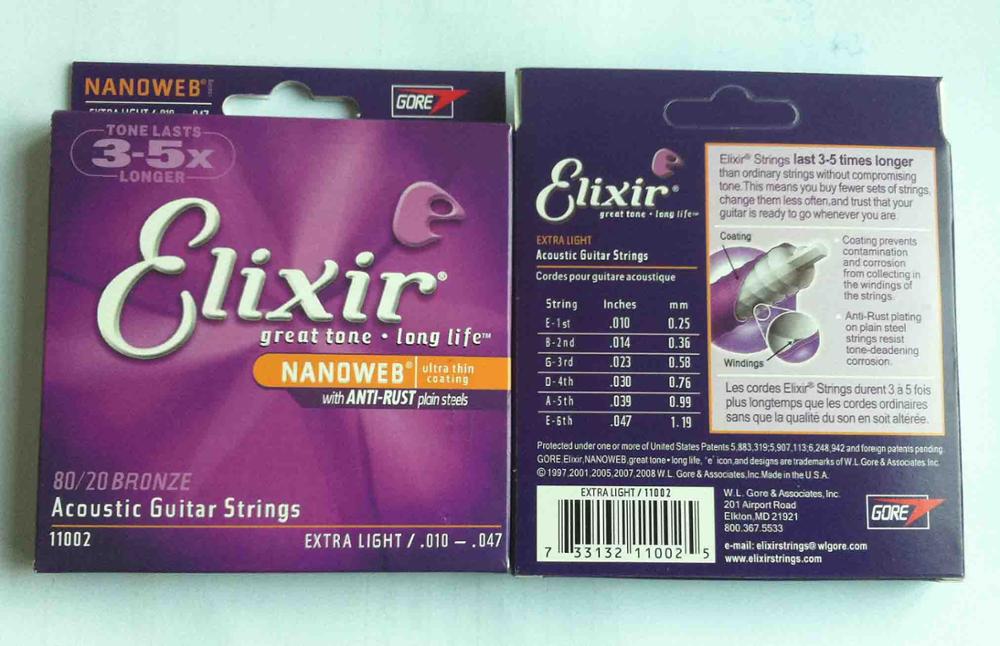 NANOWEB®
EXTRA LIGHT / .010 .047
GORE
TONE LASTS
3-5x
LONGER
Elixir®
great tone • long life™
NANOWEB® ultra thin
coating
with ANTI-RUST plain steels
80/20 BRONZE
Acoustic Guitar Strings
11002
EXTRA LIGHT / .010 — .047
Elixir®
great tone • long life™
EXTRA LIGHT
Acoustic Guitar Strings
Cordes pour guitare acoustique
String Inches mm
E-1st .010 0.25
B-2nd .014 0.36
G-3rd .023 0.58
D-4th .030 0.76
A-5th .039 0.99
E-6th .047 1.19
Elixir® Strings last 3-5 times longer
than ordinary strings without compromising
tone.This means you buy fewer sets of strings,
change them less often,and trust that your
guitar is ready to go whenever you are.
Coating
Windings
Coating prevents
contamination
and corrosion
from collecting in
the windings of
the strings.
Anti-Rust plating
on plain steel
strings resist
tone-deadening
corrosion.
Les cordes Elixir® Strings durent 3 à 5 fois
plus longtemps que les cordes ordinaires
sans que la qualité du son en soit altérée.
Protected under one or more of United States Patents 5,883,319;5,907,113;6,248,942 and foreign patents pending.
GORE,Elixir,NANOWEB,great tone • long life, "e" icon,and designs are trademarks of W.L.Gore & Associates,Inc.
© 1997,2001,2005,2007,2008 W.L. Gore & Associates,Inc.Made in the U.S.A.
EXTRA LIGHT / 11002
7 33132 11002 5
W.L. Gore & Associates, Inc.
201 Airport Road
Elkton,MD 21921
800.367.5533
e-mail: elixirstrings@wlgore.com
www.elixirstrings.com
GORE